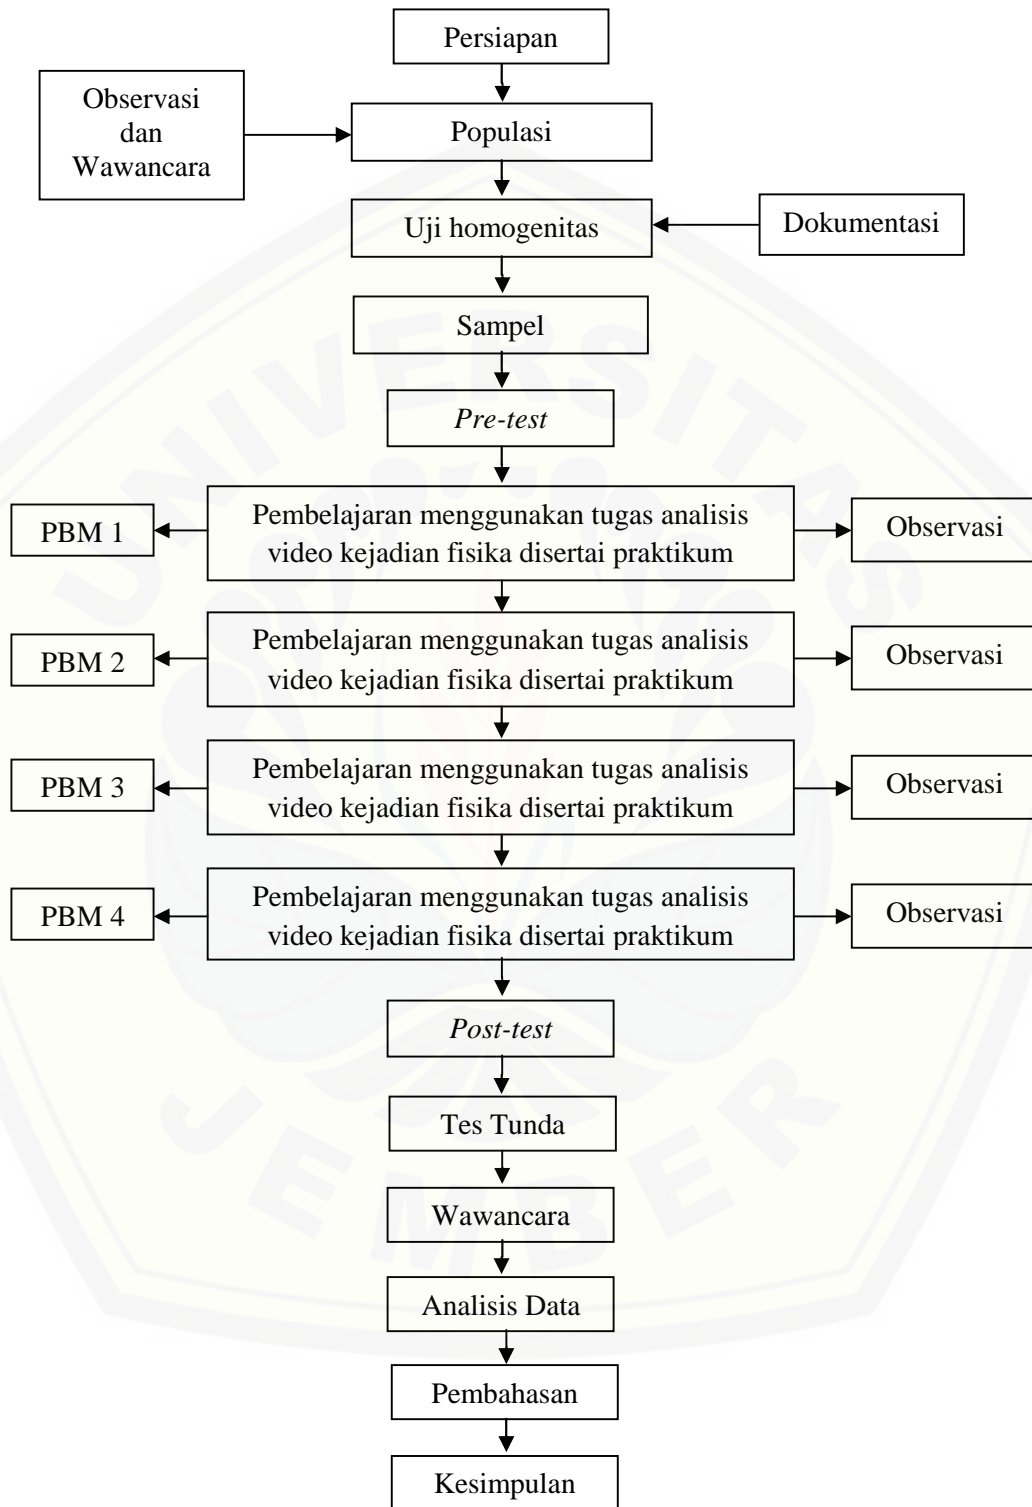 Persiapan
Observasi
dan
Wawancara
Populasi
Uji homogenitas
Dokumentasi
Sampel
Pre-test
PBM 1
Pembelajaran menggunakan tugas analisis
video kejadian fisika disertai praktikum
Observasi
PBM 2
Pembelajaran menggunakan tugas analisis
video kejadian fisika disertai praktikum
Observasi
PBM 3
Pembelajaran menggunakan tugas analisis
video kejadian fisika disertai praktikum
Observasi
PBM 4
Pembelajaran menggunakan tugas analisis
video kejadian fisika disertai praktikum
Observasi
Post-test
Tes Tunda
Wawancara
Analisis Data
Pembahasan
Kesimpulan
UNIVERSITAS
JEMBER